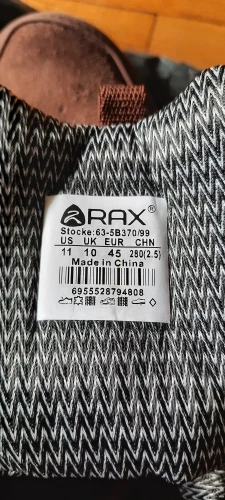 RAX®
Stocke:63-5B370/99
US UK EUR CHN
11 10 45 280(2.5)
Made in China
6955528794808